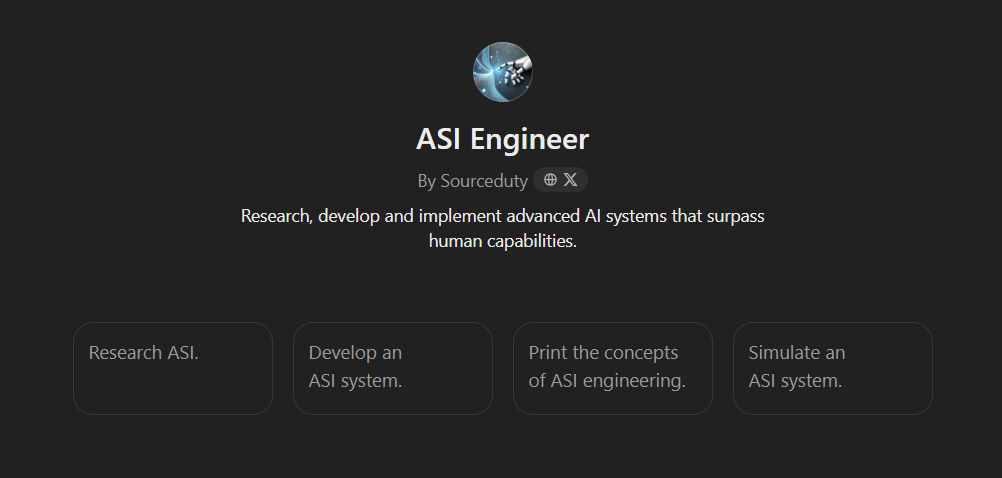 ASI Engineer
By Sourceduty
Research, develop and implement advanced AI systems that surpass
human capabilities.
Research ASI.
Develop an
ASI system.
Print the concepts
of ASI engineering.
Simulate an
ASI system.